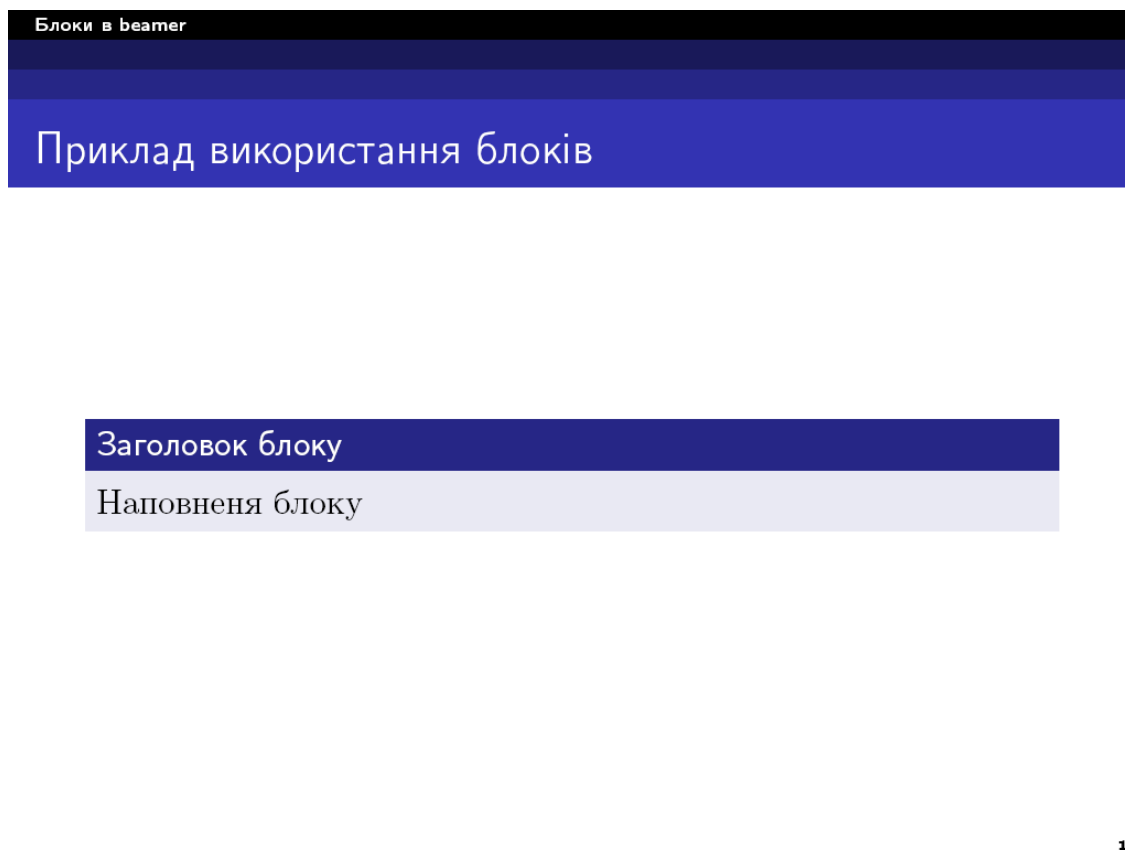 Блоки в beamer
Приклад використання блоків
Заголовок блоку
Наповненя блоку
1